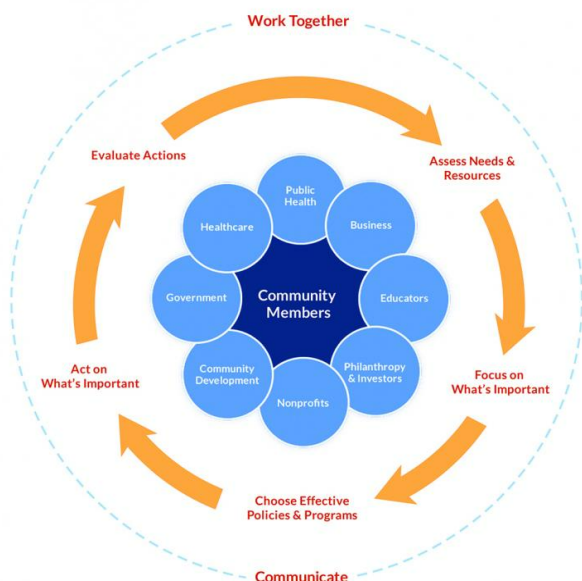 Work Together
Evaluate Actions
Assess Needs &
Resources
Public
Health
Healthcare
Business
Government
Community
Members
Educators
Community
Development
Philanthropy
& Investors
Nonprofits
Act on
What's Important
Focus on
What's Important
Choose Effective
Policies & Programs
Communicate